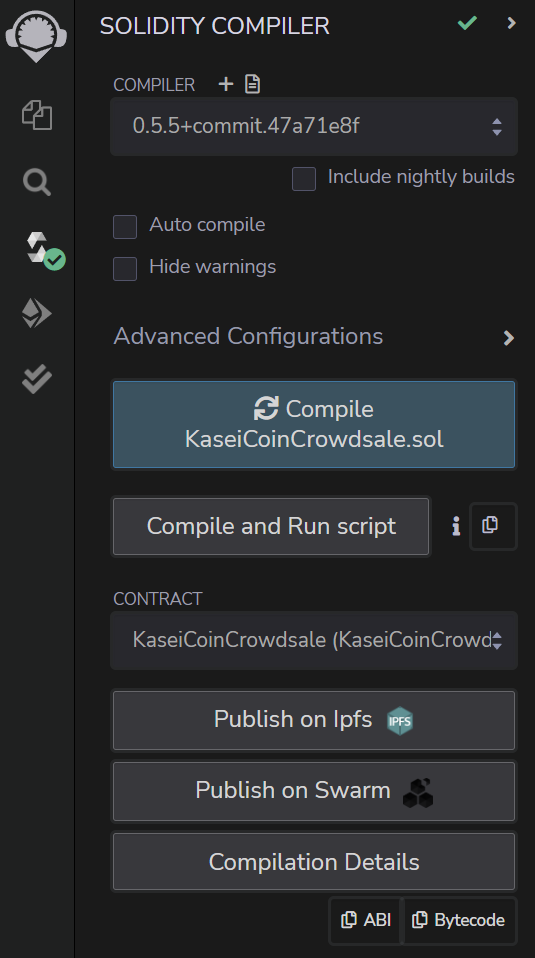 SOLIDITY COMPILER
COMPILER
0.5.5+commit.47a71e8f
Include nightly builds
Auto compile
Hide warnings
Advanced Configurations
Compile
KaseiCoinCrowdsale.sol
Compile and Run script
CONTRACT
KaseiCoinCrowdsale (KaseiCoinCrowd
Publish on Ipfs IPFS
Publish on Swarm
Compilation Details
ABI Bytecode